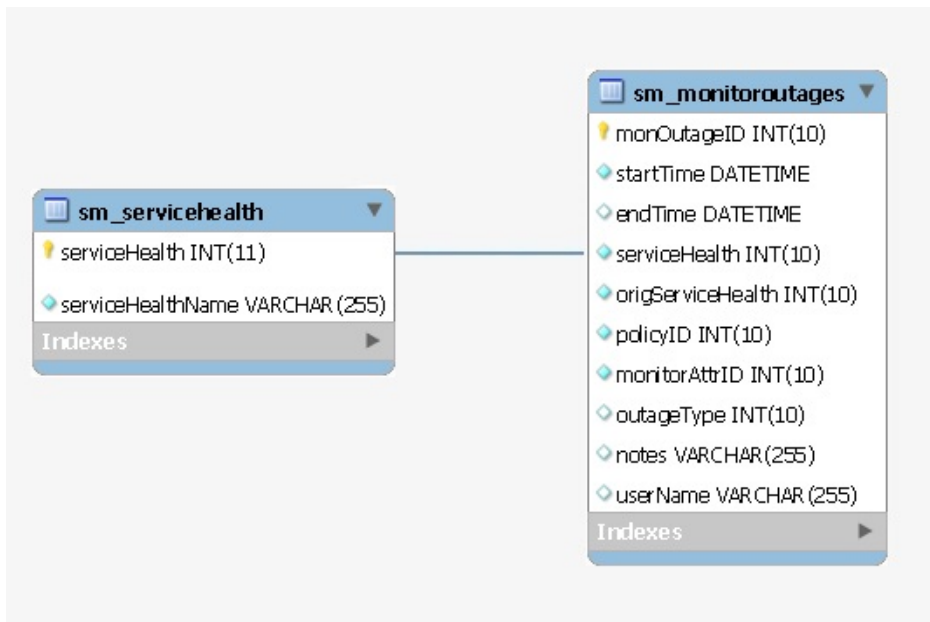 sm_servicehealth
serviceHealth INT(11)
serviceHealthName VARCHAR(255)
Indexes
sm_monitoroutages
monOutageID INT(10)
startTime DATETIME
endTime DATETIME
serviceHealth INT(10)
origServiceHealth INT(10)
policyID INT(10)
monitorAttrID INT(10)
outageType INT(10)
notes VARCHAR(255)
userName VARCHAR(255)
Indexes